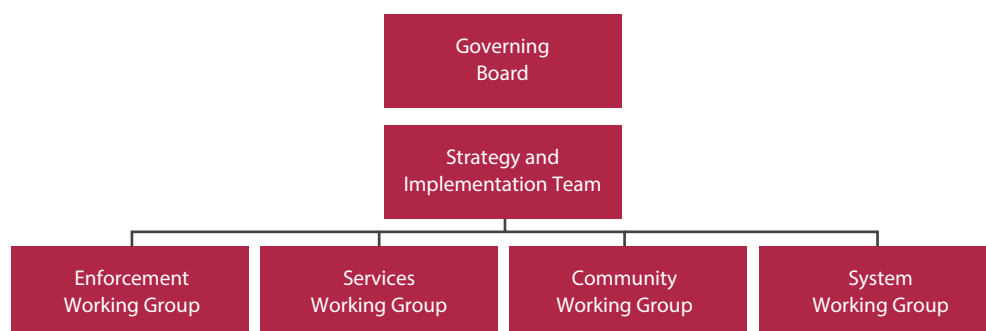 Governing
Board
Strategy and
Implementation Team
Enforcement
Working Group
Services
Working Group
Community
Working Group
System
Working Group